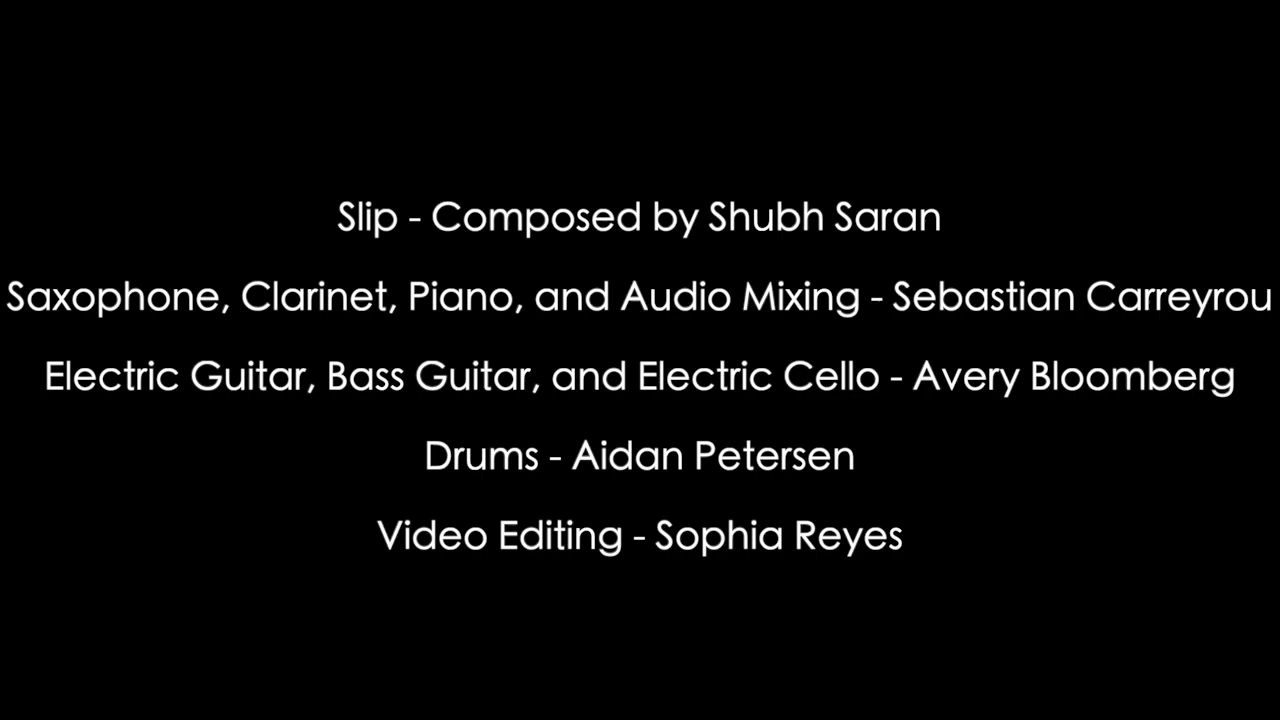 Slip - Composed by Shubh Saran
Saxophone, Clarinet, Piano, and Audio Mixing - Sebastian Carreyrou
Electric Guitar, Bass Guitar, and Electric Cello - Avery Bloomberg
Drums - Aidan Petersen
Video Editing - Sophia Reyes